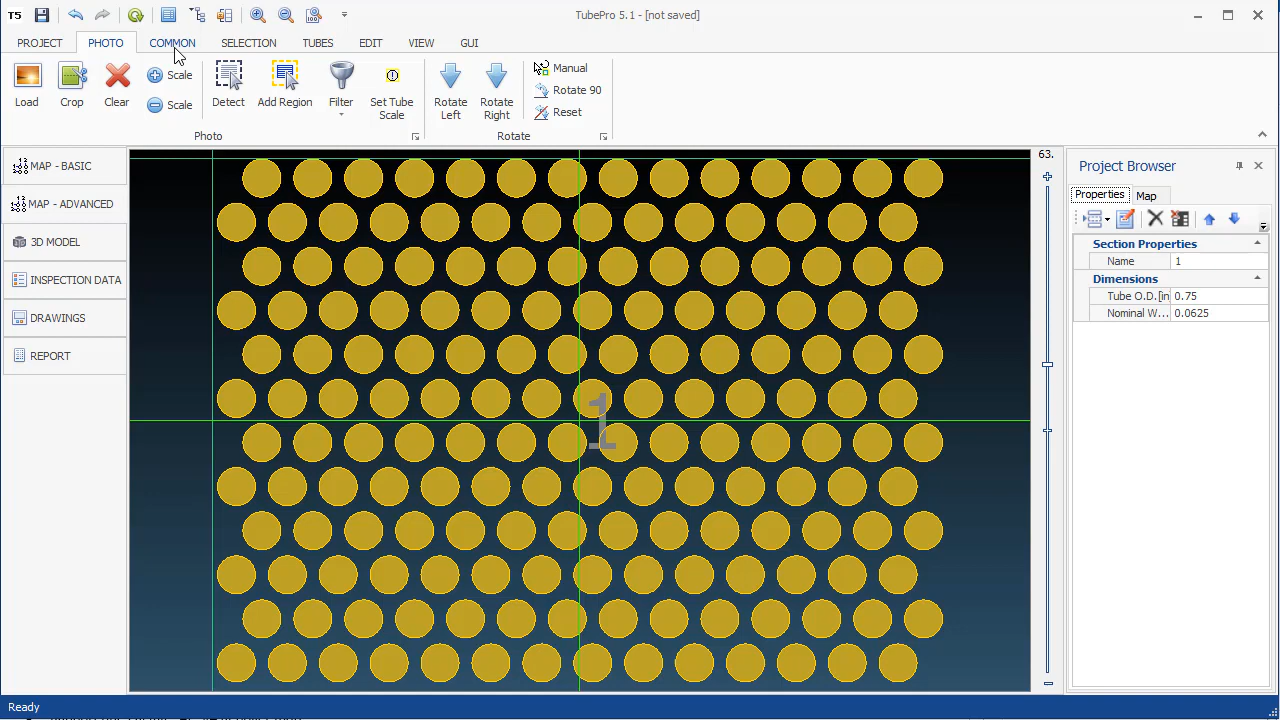 T5
TubePro 5.1 - [not saved]
PROJECT PHOTO COMMON SELECTION TUBES EDIT VIEW GUI
Load Crop Clear Scale Scale Detect Add Region Filter Set Tube Scale Rotate Left Rotate Right Manual Rotate 90 Reset
Photo Rotate
MAP - BASIC
MAP - ADVANCED
3D MODEL
INSPECTION DATA
DRAWINGS
REPORT
1
63.
Project Browser
Properties Map
Section Properties
Name 1
Dimensions
Tube O.D. [in 0.75
Nominal W... 0.0625
Ready